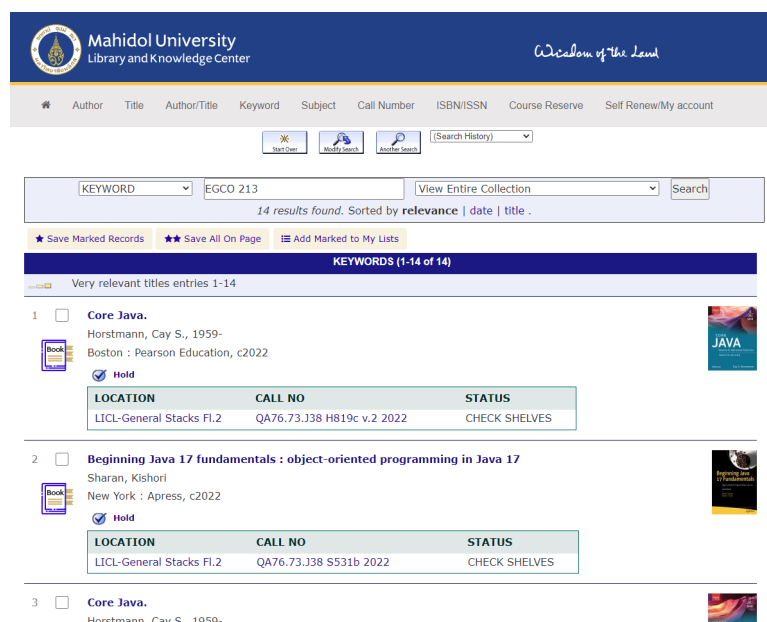 Mahidol University
Library and Knowledge Center
Wisdom of the Land
Author Title Author/Title Keyword Subject Call Number ISBN/ISSN Course Reserve Self Renew/My account
Start Over Modify Search Another Search (Search History)
KEYWORD EGCO 213 View Entire Collection Search
14 results found. Sorted by relevance | date | title .
Save Marked Records Save All On Page Add Marked to My Lists
KEYWORDS (1-14 of 14)
Very relevant titles entries 1-14
1 Core Java.
Horstmann, Cay S., 1959-
Boston : Pearson Education, c2022
Book
Hold
LOCATION CALL NO STATUS
LICL-General Stacks Fl.2 QA76.73.J38 H819c v.2 2022 CHECK SHELVES
CORE
JAVA
2 Beginning Java 17 fundamentals : object-oriented programming in Java 17
Sharan, Kishori
New York : Apress, c2022
Book
Hold
LOCATION CALL NO STATUS
LICL-General Stacks Fl.2 QA76.73.J38 S531b 2022 CHECK SHELVES
Beginning Java
17 Fundamentals
3 Core Java.
Horstmann, Cay S., 1959-